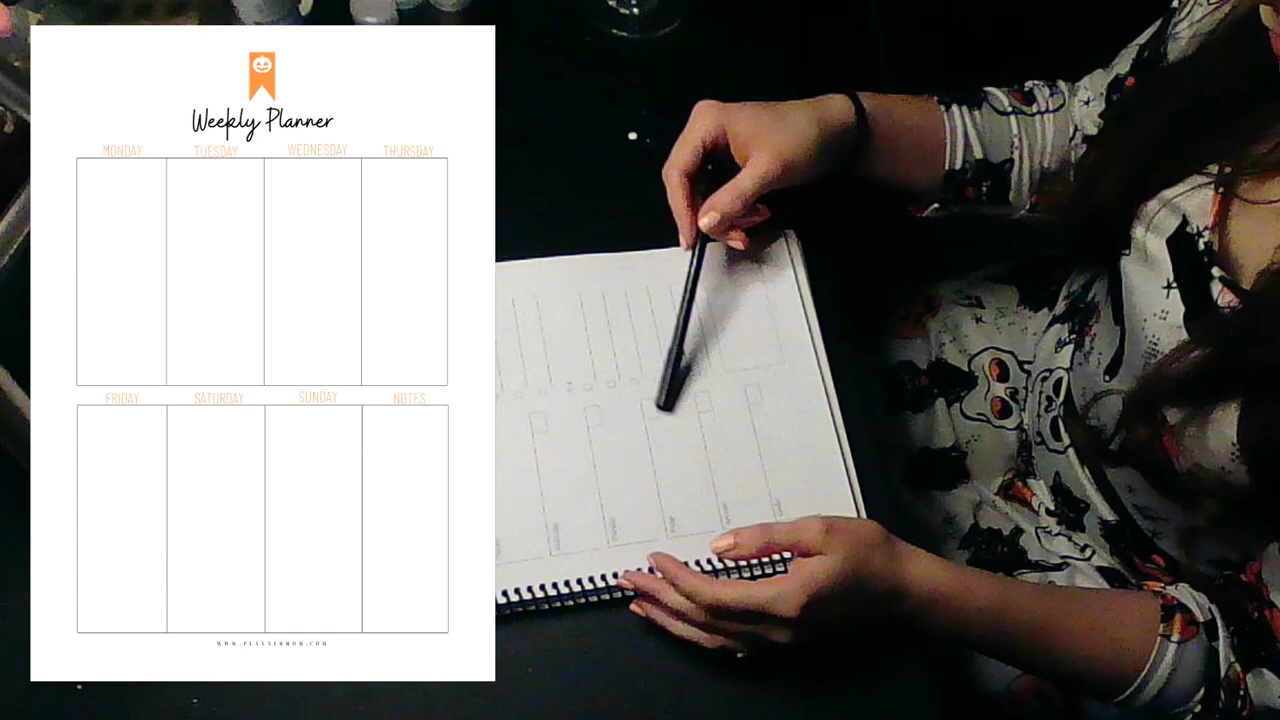 Weekly Planner
MONDAY TUESDAY WEDNESDAY THURSDAY
FRIDAY SATURDAY SUNDAY NOTES
WWW.PLANNERMOM.COM